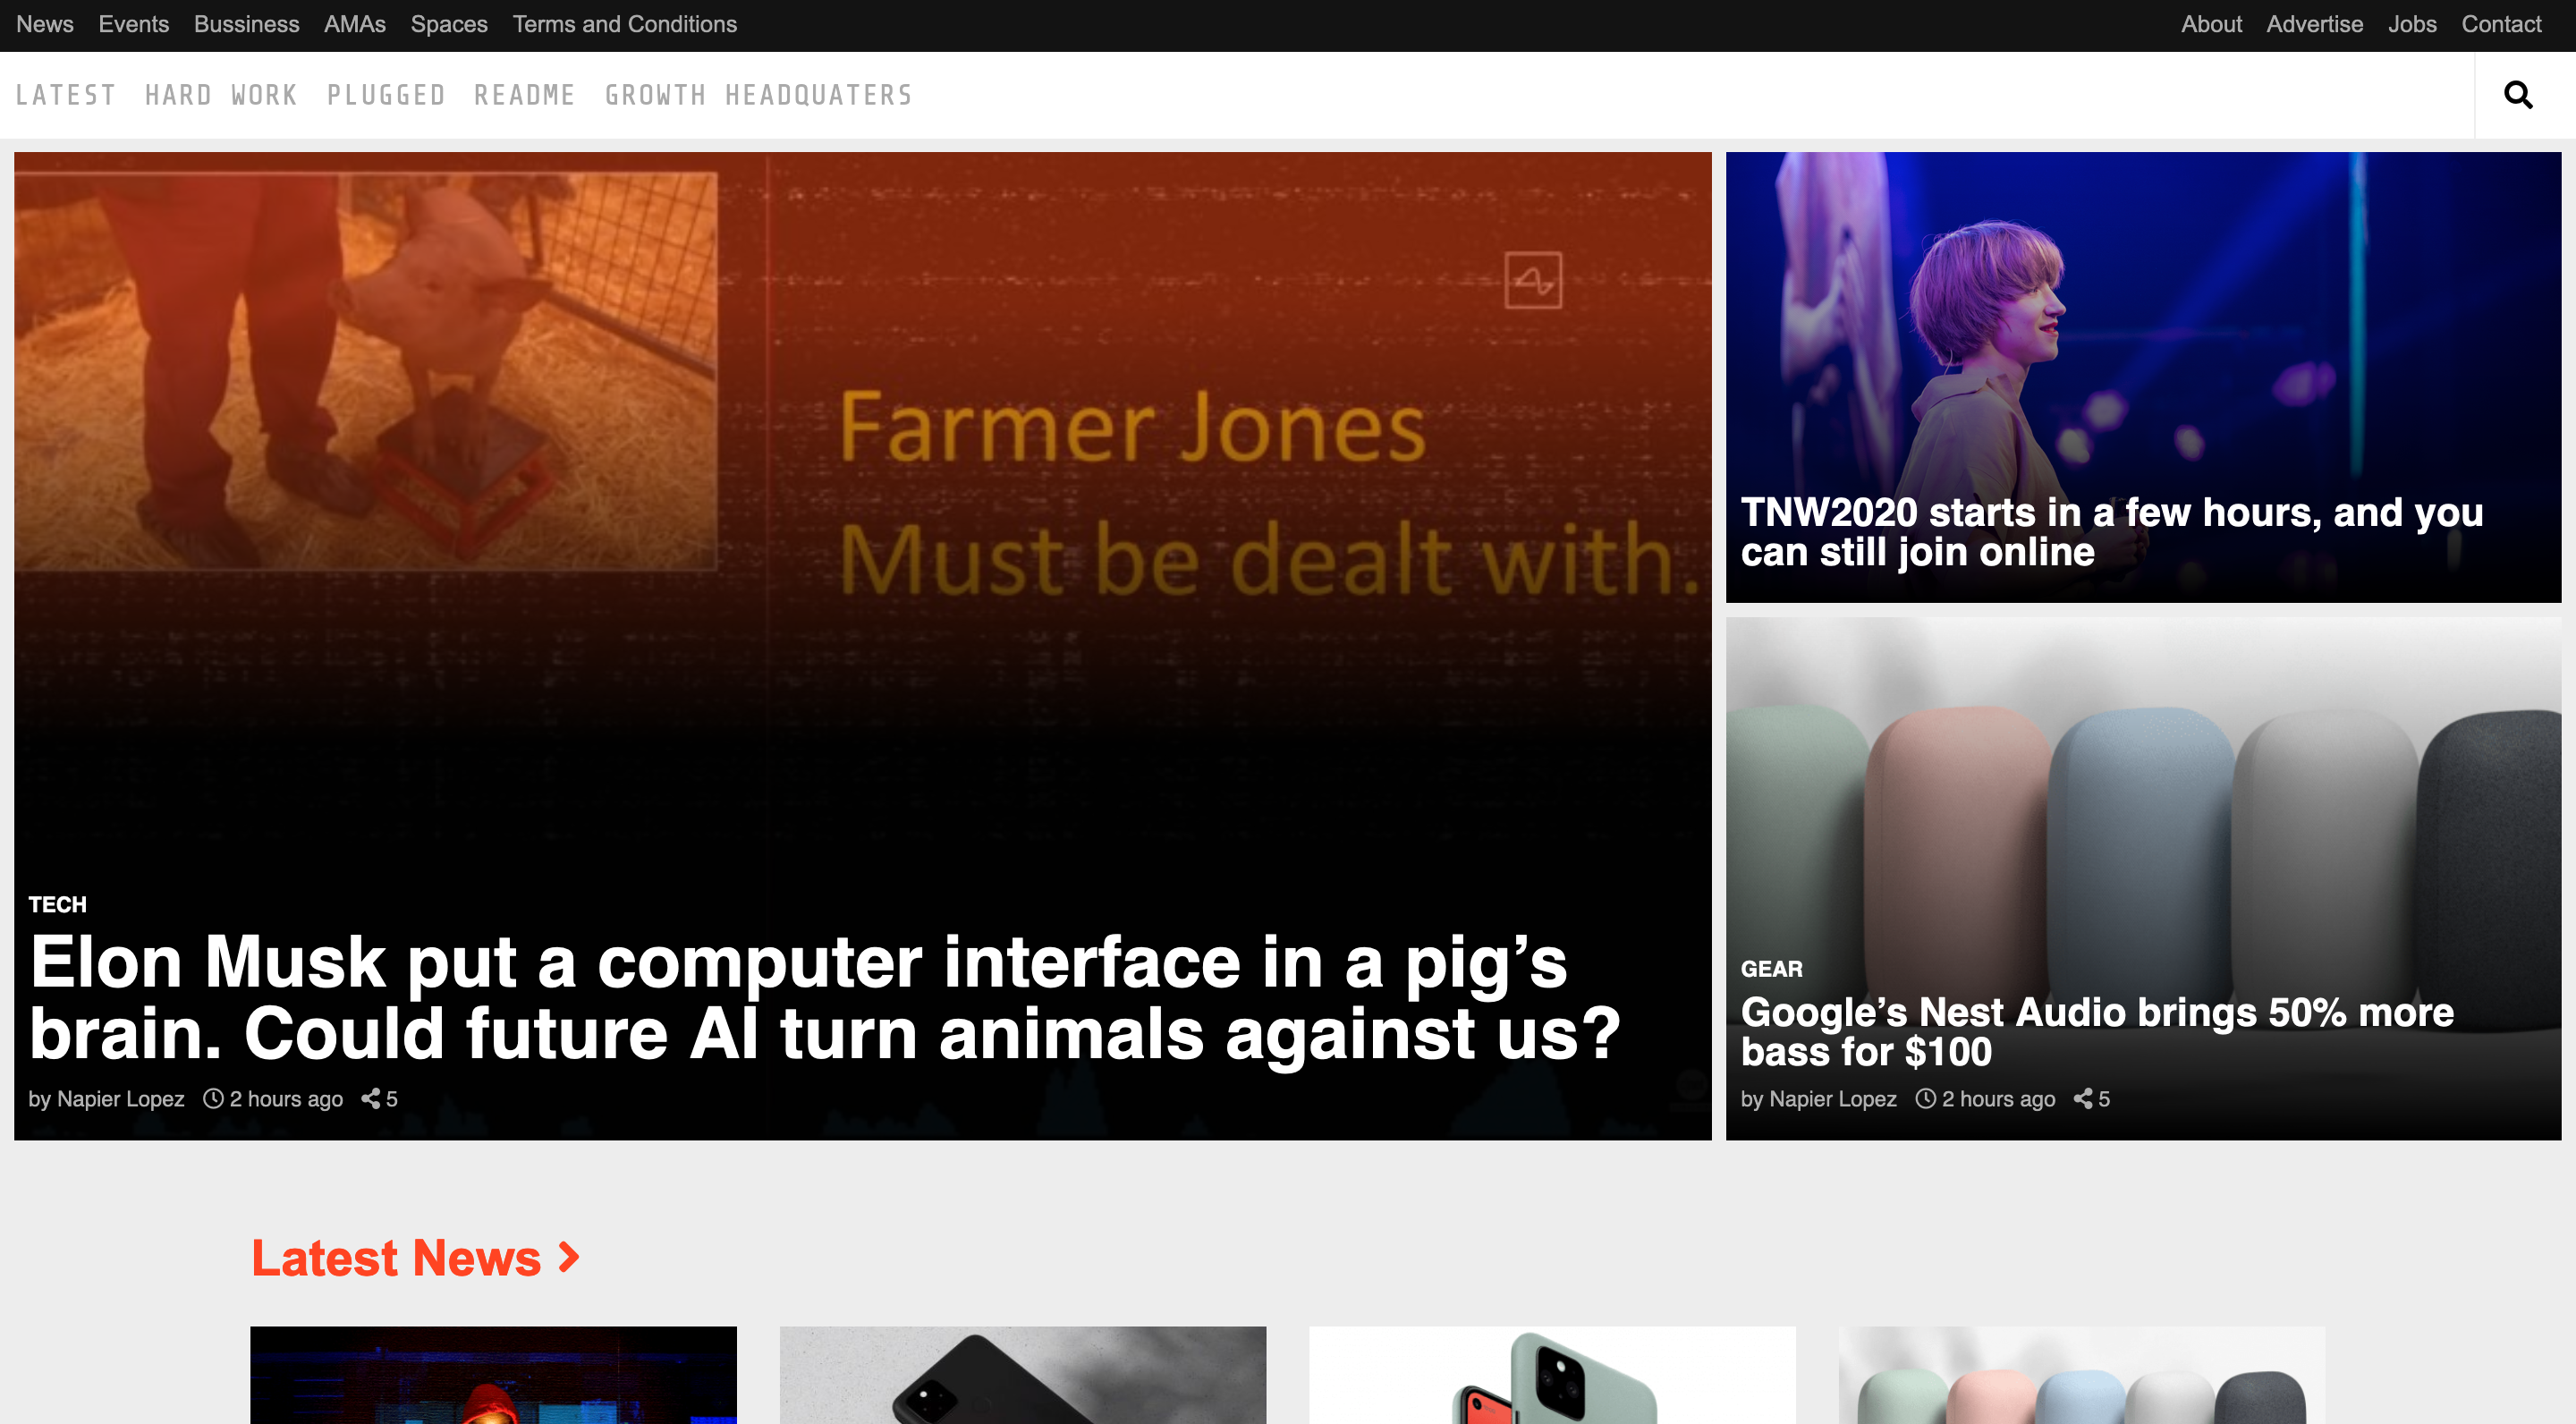 News Events Bussiness AMAs Spaces Terms and Conditions About Advertise Jobs Contact
LATEST HARD WORK PLUGGED README GROWTH HEADQUATERS
Farmer Jones
Must be dealt with.
TECH
Elon Musk put a computer interface in a pig’s
brain. Could future AI turn animals against us?
by Napier Lopez 2 hours ago 5
TNW2020 starts in a few hours, and you
can still join online
GEAR
Google’s Nest Audio brings 50% more
bass for $100
by Napier Lopez 2 hours ago 5
Latest News